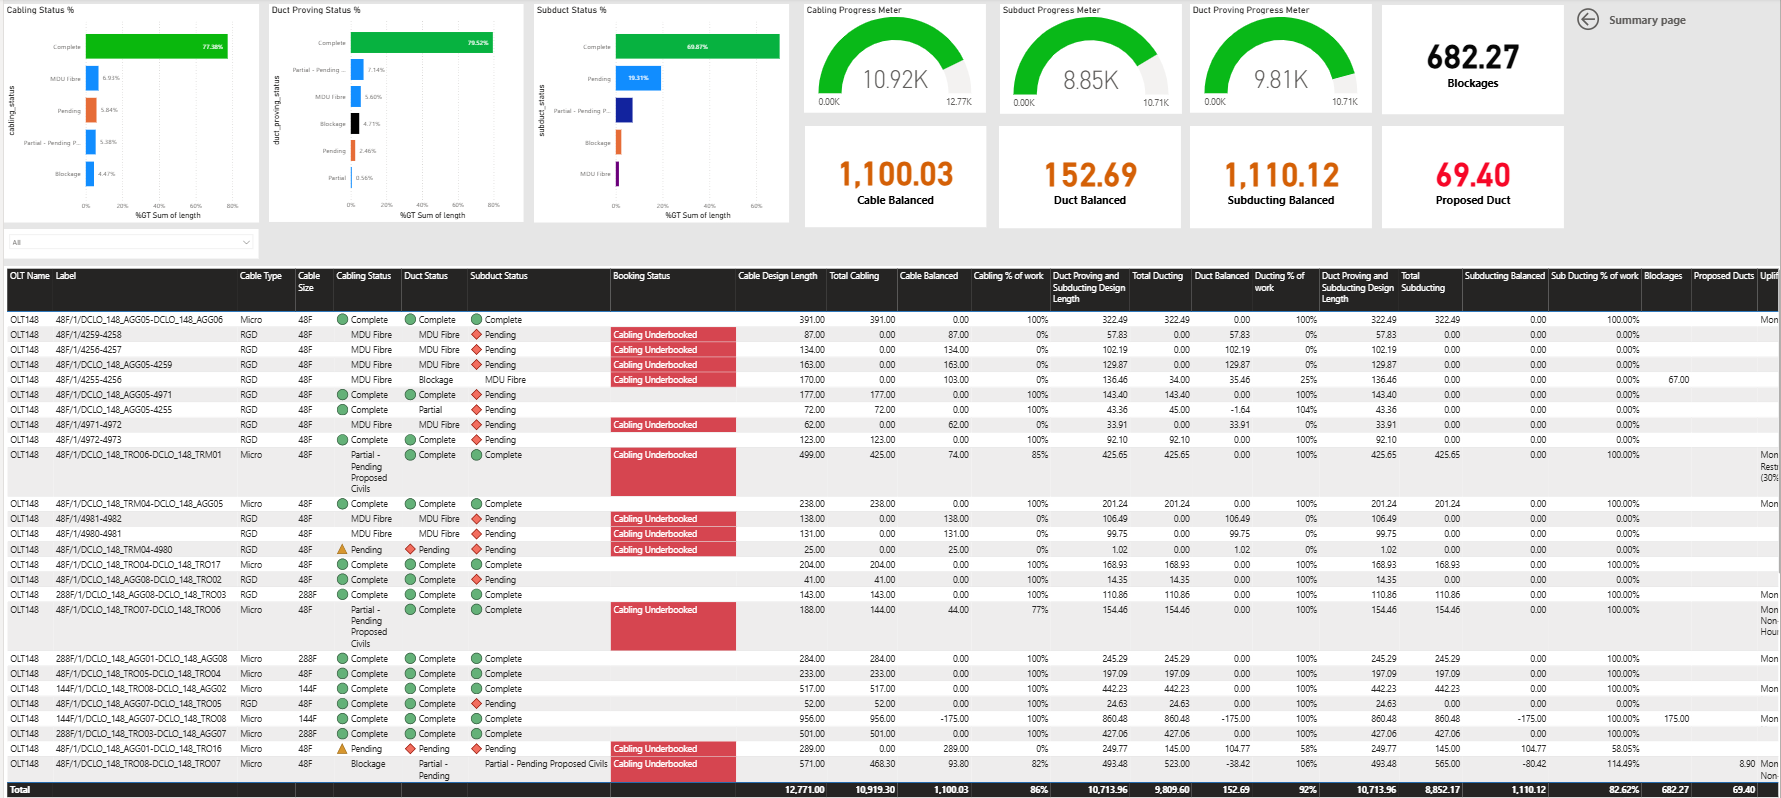 Cabling Status %
cabling_status
Complete 77.38%
MDU Fibre 6.93%
Pending 5.84%
Partial - Pending P... 5.38%
Blockage 4.47%
0% 20% 40% 60% 80%
%GT Sum of length
Duct Proving Status %
duct_proving_status
Complete 79.52%
Partial - Pending ... 7.14%
MDU Fibre 5.60%
Blockage 4.71%
Pending 2.46%
Partial 0.56%
0% 20% 40% 60% 80%
%GT Sum of length
Subduct Status %
subduct_status
Complete 69.87%
Pending 19.31%
Partial - Pending P...
Blockage
MDU Fibre
0% 20% 40% 60%
%GT Sum of length
Cabling Progress Meter
10.92K
0.00K 12.77K
Subduct Progress Meter
8.85K
0.00K 10.71K
Duct Proving Progress Meter
9.81K
0.00K 10.71K
682.27
Blockages
Summary page
1,100.03
Cable Balanced
152.69
Duct Balanced
1,110.12
Subducting Balanced
69.40
Proposed Duct
All
OLT Name Label Cable Type Cable Size Cabling Status Duct Status Subduct Status Booking Status Cable Design Length Total Cabling Cable Balanced Cabling % of work Duct Proving and Subducting Design Length Total Ducting Duct Balanced Ducting % of work Duct Proving and Subducting Design Length Total Subducting Subducting Balanced Sub Ducting % of work Blockages Proposed Ducts Uplif
OLT148 48F/1/DCLO_148_AGG05-DCLO_148_AGG06 Micro 48F Complete Complete Complete 391.00 391.00 0.00 100% 322.49 322.49 0.00 100% 322.49 322.49 0.00 100.00% Mon
OLT148 48F/1/4259-4258 RGD 48F MDU Fibre MDU Fibre Pending Cabling Underbooked 87.00 0.00 87.00 0% 57.83 0.00 57.83 0% 57.83 0.00 0.00 0.00%
OLT148 48F/1/4256-4257 RGD 48F MDU Fibre MDU Fibre Pending Cabling Underbooked 134.00 0.00 134.00 0% 102.19 0.00 102.19 0% 102.19 0.00 0.00 0.00%
OLT148 48F/1/DCLO_148_AGG05-4259 RGD 48F MDU Fibre MDU Fibre Pending Cabling Underbooked 163.00 0.00 163.00 0% 129.87 0.00 129.87 0% 129.87 0.00 0.00 0.00%
OLT148 48F/1/4255-4256 RGD 48F MDU Fibre Blockage MDU Fibre Cabling Underbooked 170.00 0.00 103.00 0% 136.46 34.00 35.46 25% 136.46 0.00 0.00 0.00% 67.00
OLT148 48F/1/DCLO_148_AGG05-4971 RGD 48F Complete Complete Pending 177.00 177.00 0.00 100% 143.40 143.40 0.00 100% 143.40 0.00 0.00 0.00%
OLT148 48F/1/DCLO_148_AGG05-4255 RGD 48F Complete Partial Pending 72.00 72.00 0.00 100% 43.36 45.00 -1.64 104% 43.36 0.00 0.00 0.00%
OLT148 48F/1/4971-4972 RGD 48F MDU Fibre MDU Fibre Pending Cabling Underbooked 62.00 0.00 62.00 0% 33.91 0.00 33.91 0% 33.91 0.00 0.00 0.00%
OLT148 48F/1/4972-4973 RGD 48F Complete Complete Pending 123.00 123.00 0.00 100% 92.10 92.10 0.00 100% 92.10 0.00 0.00 0.00%
OLT148 48F/1/DCLO_148_TRO06-DCLO_148_TRM01 Micro 48F Partial - Pending Proposed Civils Complete Complete Cabling Underbooked 499.00 425.00 74.00 85% 425.65 425.65 0.00 100% 425.65 425.65 0.00 100.00% Mon Restr (30%
OLT148 48F/1/DCLO_148_TRM04-DCLO_148_AGG05 Micro 48F Complete Complete Complete 238.00 238.00 0.00 100% 201.24 201.24 0.00 100% 201.24 201.24 0.00 100.00% Mon
OLT148 48F/1/4981-4982 RGD 48F MDU Fibre MDU Fibre Pending Cabling Underbooked 138.00 0.00 138.00 0% 106.49 0.00 106.49 0% 106.49 0.00 0.00 0.00%
OLT148 48F/1/4980-4981 RGD 48F MDU Fibre MDU Fibre Pending Cabling Underbooked 131.00 0.00 131.00 0% 99.75 0.00 99.75 0% 99.75 0.00 0.00 0.00%
OLT148 48F/1/DCLO_148_TRM04-4980 RGD 48F Pending Pending Pending Cabling Underbooked 25.00 0.00 25.00 0% 1.02 0.00 1.02 0% 1.02 0.00 0.00 0.00%
OLT148 48F/1/DCLO_148_TRO04-DCLO_148_TRO17 Micro 48F Complete Complete Complete 204.00 204.00 0.00 100% 168.93 168.93 0.00 100% 168.93 168.93 0.00 100.00%
OLT148 48F/1/DCLO_148_AGG08-DCLO_148_TRO02 RGD 48F Complete Complete Pending 41.00 41.00 0.00 100% 14.35 14.35 0.00 100% 14.35 0.00 0.00 0.00%
OLT148 288F/1/DCLO_148_AGG08-DCLO_148_TRO03 RGD 288F Complete Complete Complete 143.00 143.00 0.00 100% 110.86 110.86 0.00 100% 110.86 110.86 0.00 100.00% Mon
OLT148 48F/1/DCLO_148_TRO07-DCLO_148_TRO06 Micro 48F Partial - Pending Proposed Civils Complete Complete Cabling Underbooked 188.00 144.00 44.00 77% 154.46 154.46 0.00 100% 154.46 154.46 0.00 100.00% Mon Non- Hour
OLT148 288F/1/DCLO_148_AGG01-DCLO_148_AGG08 Micro 288F Complete Complete Complete 284.00 284.00 0.00 100% 245.29 245.29 0.00 100% 245.29 245.29 0.00 100.00% Mon
OLT148 48F/1/DCLO_148_TRO05-DCLO_148_TRO04 Micro 48F Complete Complete Complete 233.00 233.00 0.00 100% 197.09 197.09 0.00 100% 197.09 197.09 0.00 100.00%
OLT148 144F/1/DCLO_148_TRO08-DCLO_148_AGG02 Micro 144F Complete Complete Complete 517.00 517.00 0.00 100% 442.23 442.23 0.00 100% 442.23 442.23 0.00 100.00% Mon
OLT148 48F/1/DCLO_148_AGG07-DCLO_148_TRO05 RGD 48F Complete Complete Pending 52.00 52.00 0.00 100% 24.63 24.63 0.00 100% 24.63 0.00 0.00 0.00%
OLT148 144F/1/DCLO_148_AGG07-DCLO_148_TRO08 Micro 144F Complete Complete Complete 956.00 956.00 -175.00 100% 860.48 860.48 -175.00 100% 860.48 860.48 -175.00 100.00% 175.00 Mon
OLT148 288F/1/DCLO_148_TRO03-DCLO_148_AGG07 Micro 288F Complete Complete Complete 501.00 501.00 0.00 100% 427.06 427.06 0.00 100% 427.06 427.06 0.00 100.00%
OLT148 48F/1/DCLO_148_AGG01-DCLO_148_TRO16 Micro 48F Pending Pending Pending Cabling Underbooked 289.00 0.00 289.00 0% 249.77 145.00 104.77 58% 249.77 145.00 104.77 58.05%
OLT148 48F/1/DCLO_148_TRO08-DCLO_148_TRO07 Micro 48F Blockage Partial - Pending Partial - Pending Proposed Civils Cabling Underbooked 571.00 468.30 93.80 82% 493.48 523.00 -38.42 106% 493.48 565.00 -80.42 114.49% 8.90 Mon Non-
Total 12,771.00 10,919.30 1,100.03 86% 10,713.96 9,809.60 152.69 92% 10,713.96 8,852.17 1,110.12 82.62% 682.27 69.40